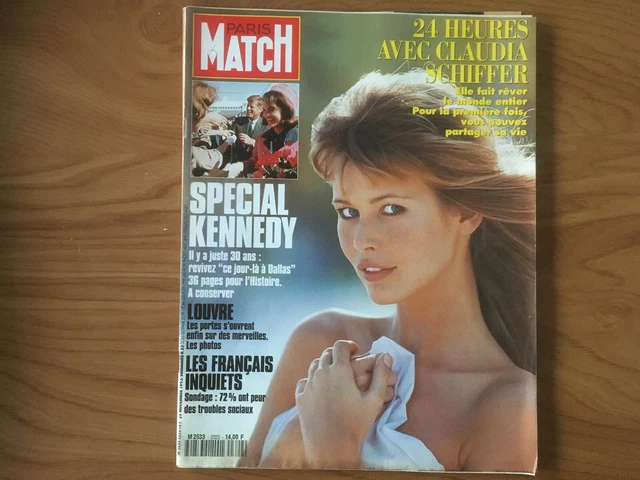 PARIS
MATCH
24 HEURES
AVEC CLAUDIA
SCHIFFER
Elle fait rêver
le monde entier
Pour la première fois,
vous pouvez
partager sa vie
SPECIAL
KENNEDY
Il y a juste 30 ans :
revivez "ce jour-là à Dallas"
36 pages pour l'Histoire.
A conserver
LOUVRE
Les portes s'ouvrent
enfin sur des merveilles.
Les photos
LES FRANÇAIS
INQUIETS
Sondage : 72 % ont peur
des troubles sociaux
M 2533 - 2322 - 14,00 F